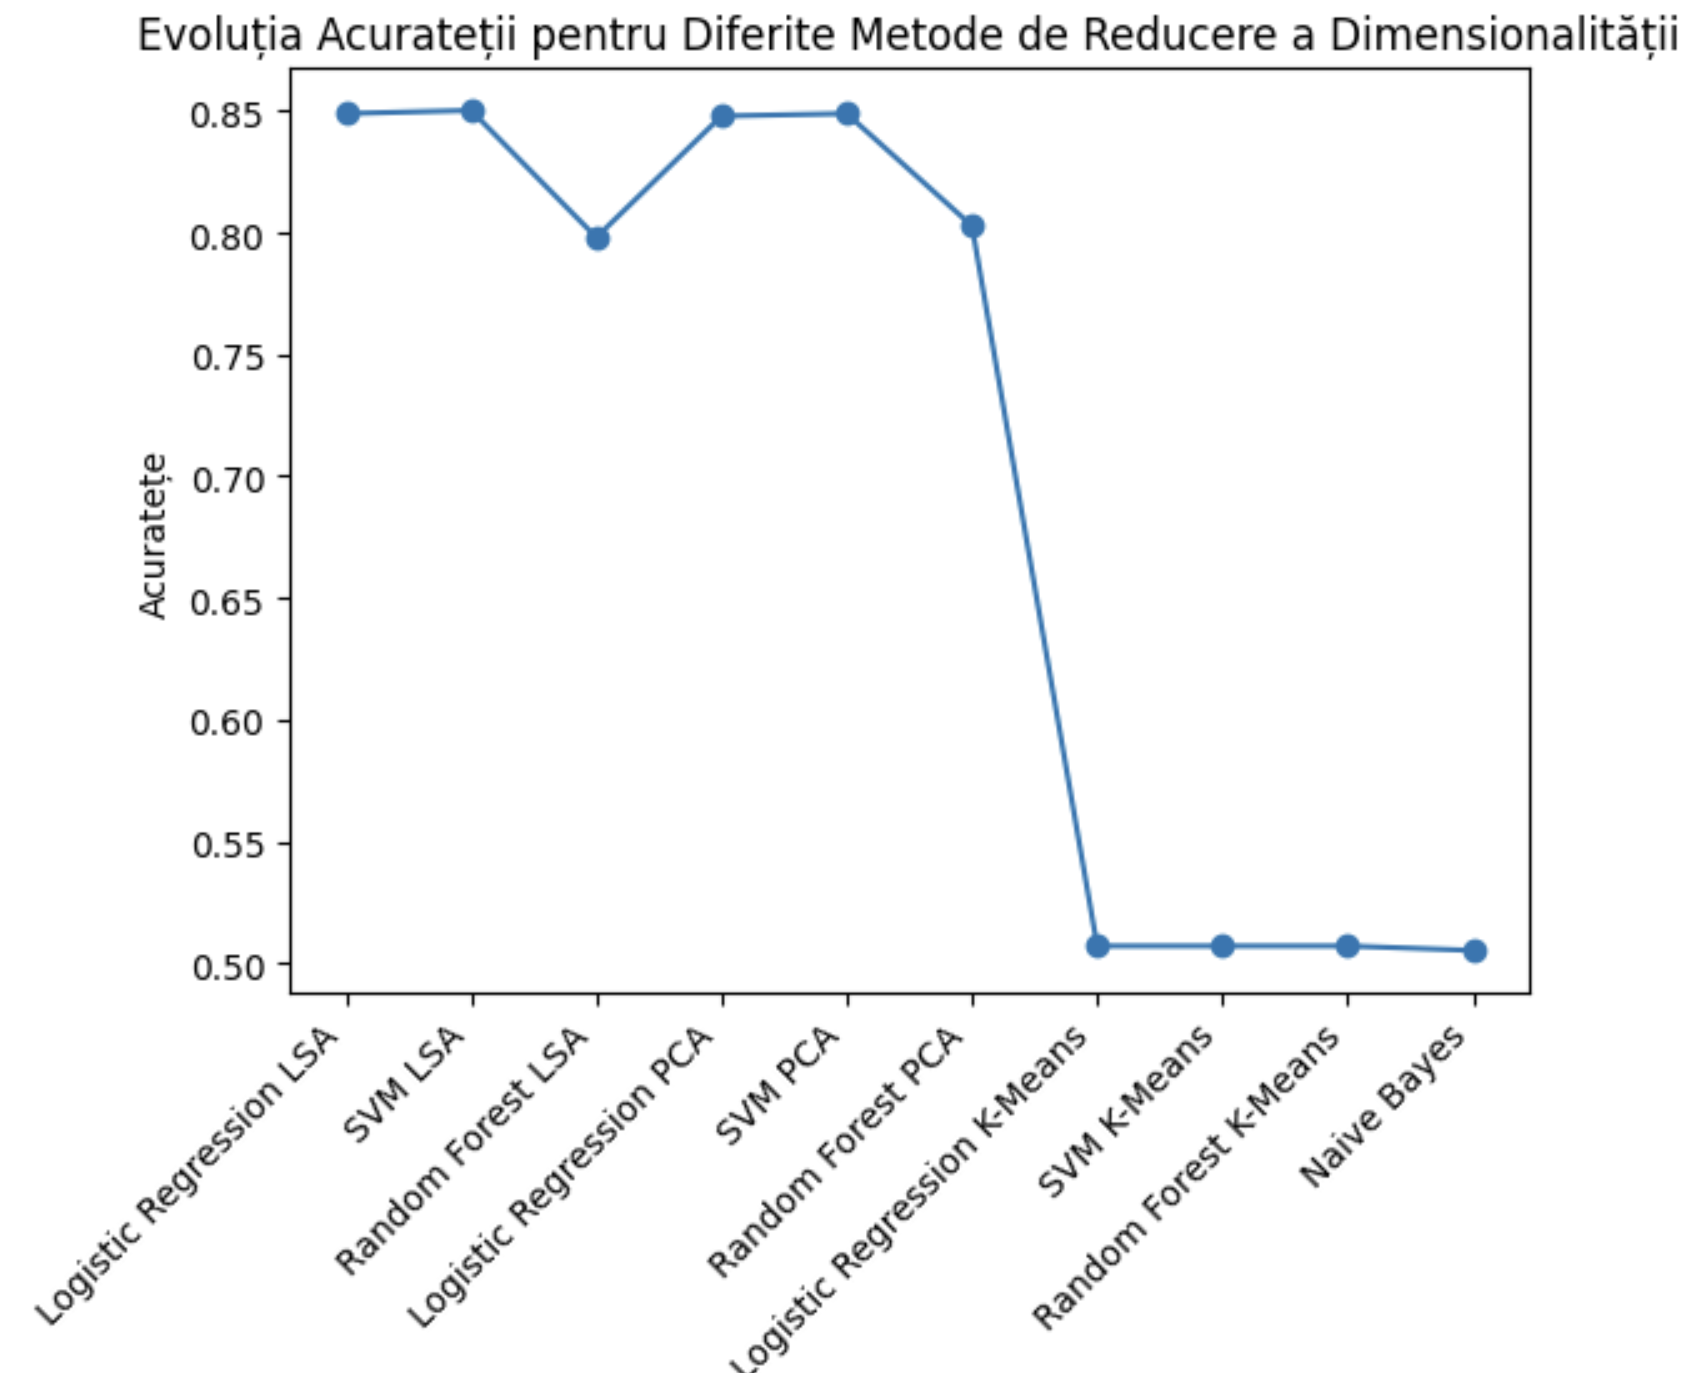 Evoluția Acurateții pentru Diferite Metode de Reducere a Dimensionalității
Acuratețe
0.85
0.80
0.75
0.70
0.65
0.60
0.55
0.50
Logistic Regression LSA
SVM LSA
Random Forest LSA
Logistic Regression PCA
SVM PCA
Random Forest PCA
Logistic Regression K-Means
SVM K-Means
Random Forest K-Means
Naive Bayes